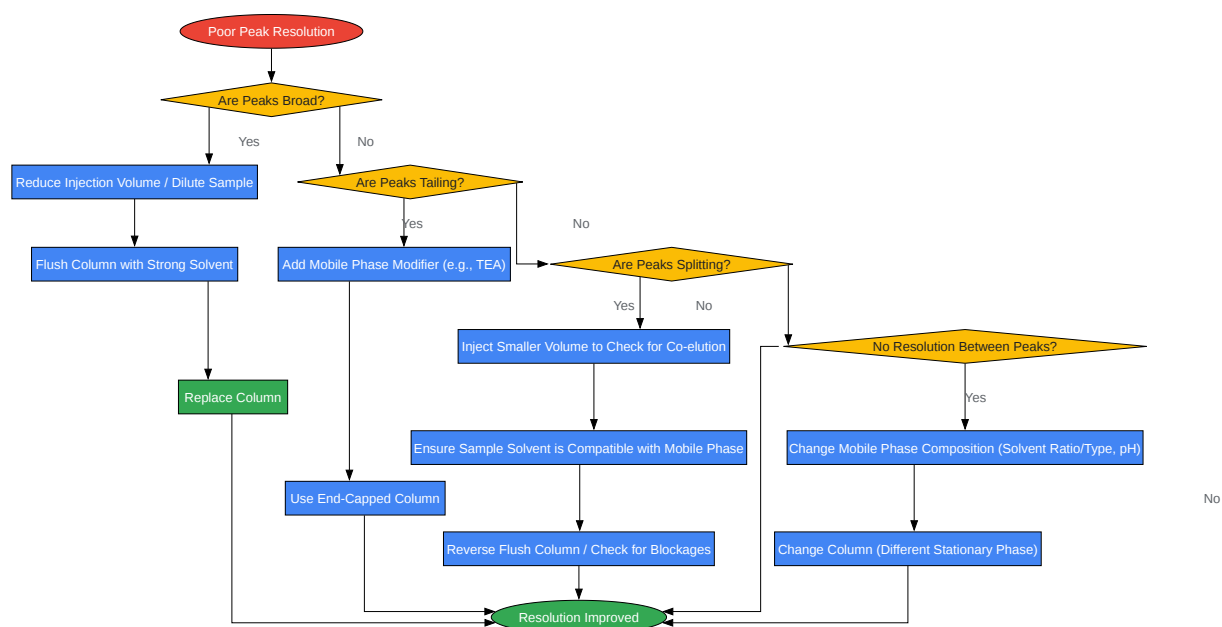 Poor Peak Resolution
Are Peaks Broad?
Yes
No
Reduce Injection Volume / Dilute Sample
Are Peaks Tailing?
Yes
No
Flush Column with Strong Solvent
Add Mobile Phase Modifier (e.g., TEA)
Are Peaks Splitting?
Yes
No
Inject Smaller Volume to Check for Co-elution
No Resolution Between Peaks?
Replace Column
Yes
Ensure Sample Solvent is Compatible with Mobile Phase
Change Mobile Phase Composition (Solvent Ratio/Type, pH)
Use End-Capped Column
No
Reverse Flush Column / Check for Blockages
Change Column (Different Stationary Phase)
Resolution Improved